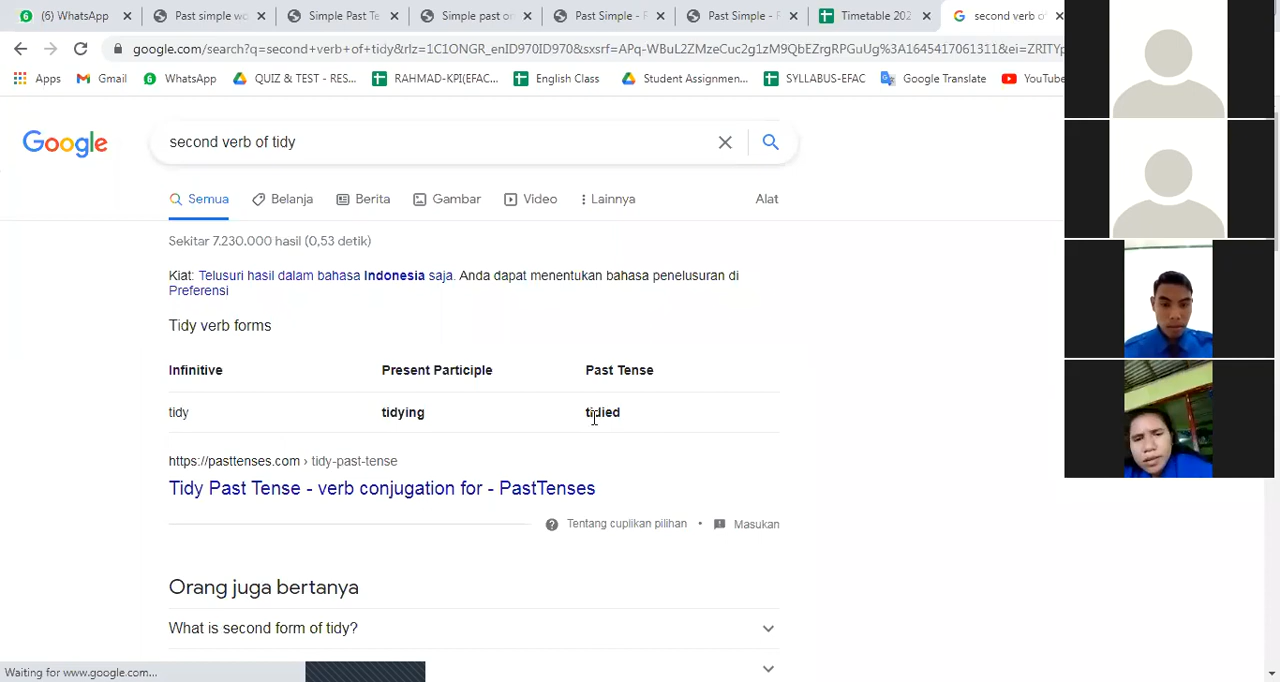 (6) WhatsApp
Past simple wo
Simple Past Te
Simple past or
Past Simple - R
Past Simple - R
Timetable 202
second verb of
google.com/search?q=second+verb+of+tidy&rlz=1C1ONGR_enID970ID970&sxsrf=APq-WBuL2ZMzeCuc2g1zM9QbEZrgRPGuUg%3A1645417061311&ei=ZRITYp
Apps
Gmail
WhatsApp
QUIZ & TEST - RES...
RAHMAD-KPI(EFAC...
English Class
Student Assignmen...
SYLLABUS-EFAC
Google Translate
YouTube
Google
second verb of tidy
Semua
Belanja
Berita
Gambar
Video
Lainnya
Alat
Sekitar 7.230.000 hasil (0,53 detik)
Kiat: Telusuri hasil dalam bahasa Indonesia saja. Anda dapat menentukan bahasa penelusuran di
Preferensi
Tidy verb forms
Infinitive Present Participle Past Tense
tidy tidying tidied
https://pasttenses.com › tidy-past-tense
Tidy Past Tense - verb conjugation for - PastTenses
Tentang cuplikan pilihan • Masukan
Orang juga bertanya
What is second form of tidy?
Waiting for www.google.com...